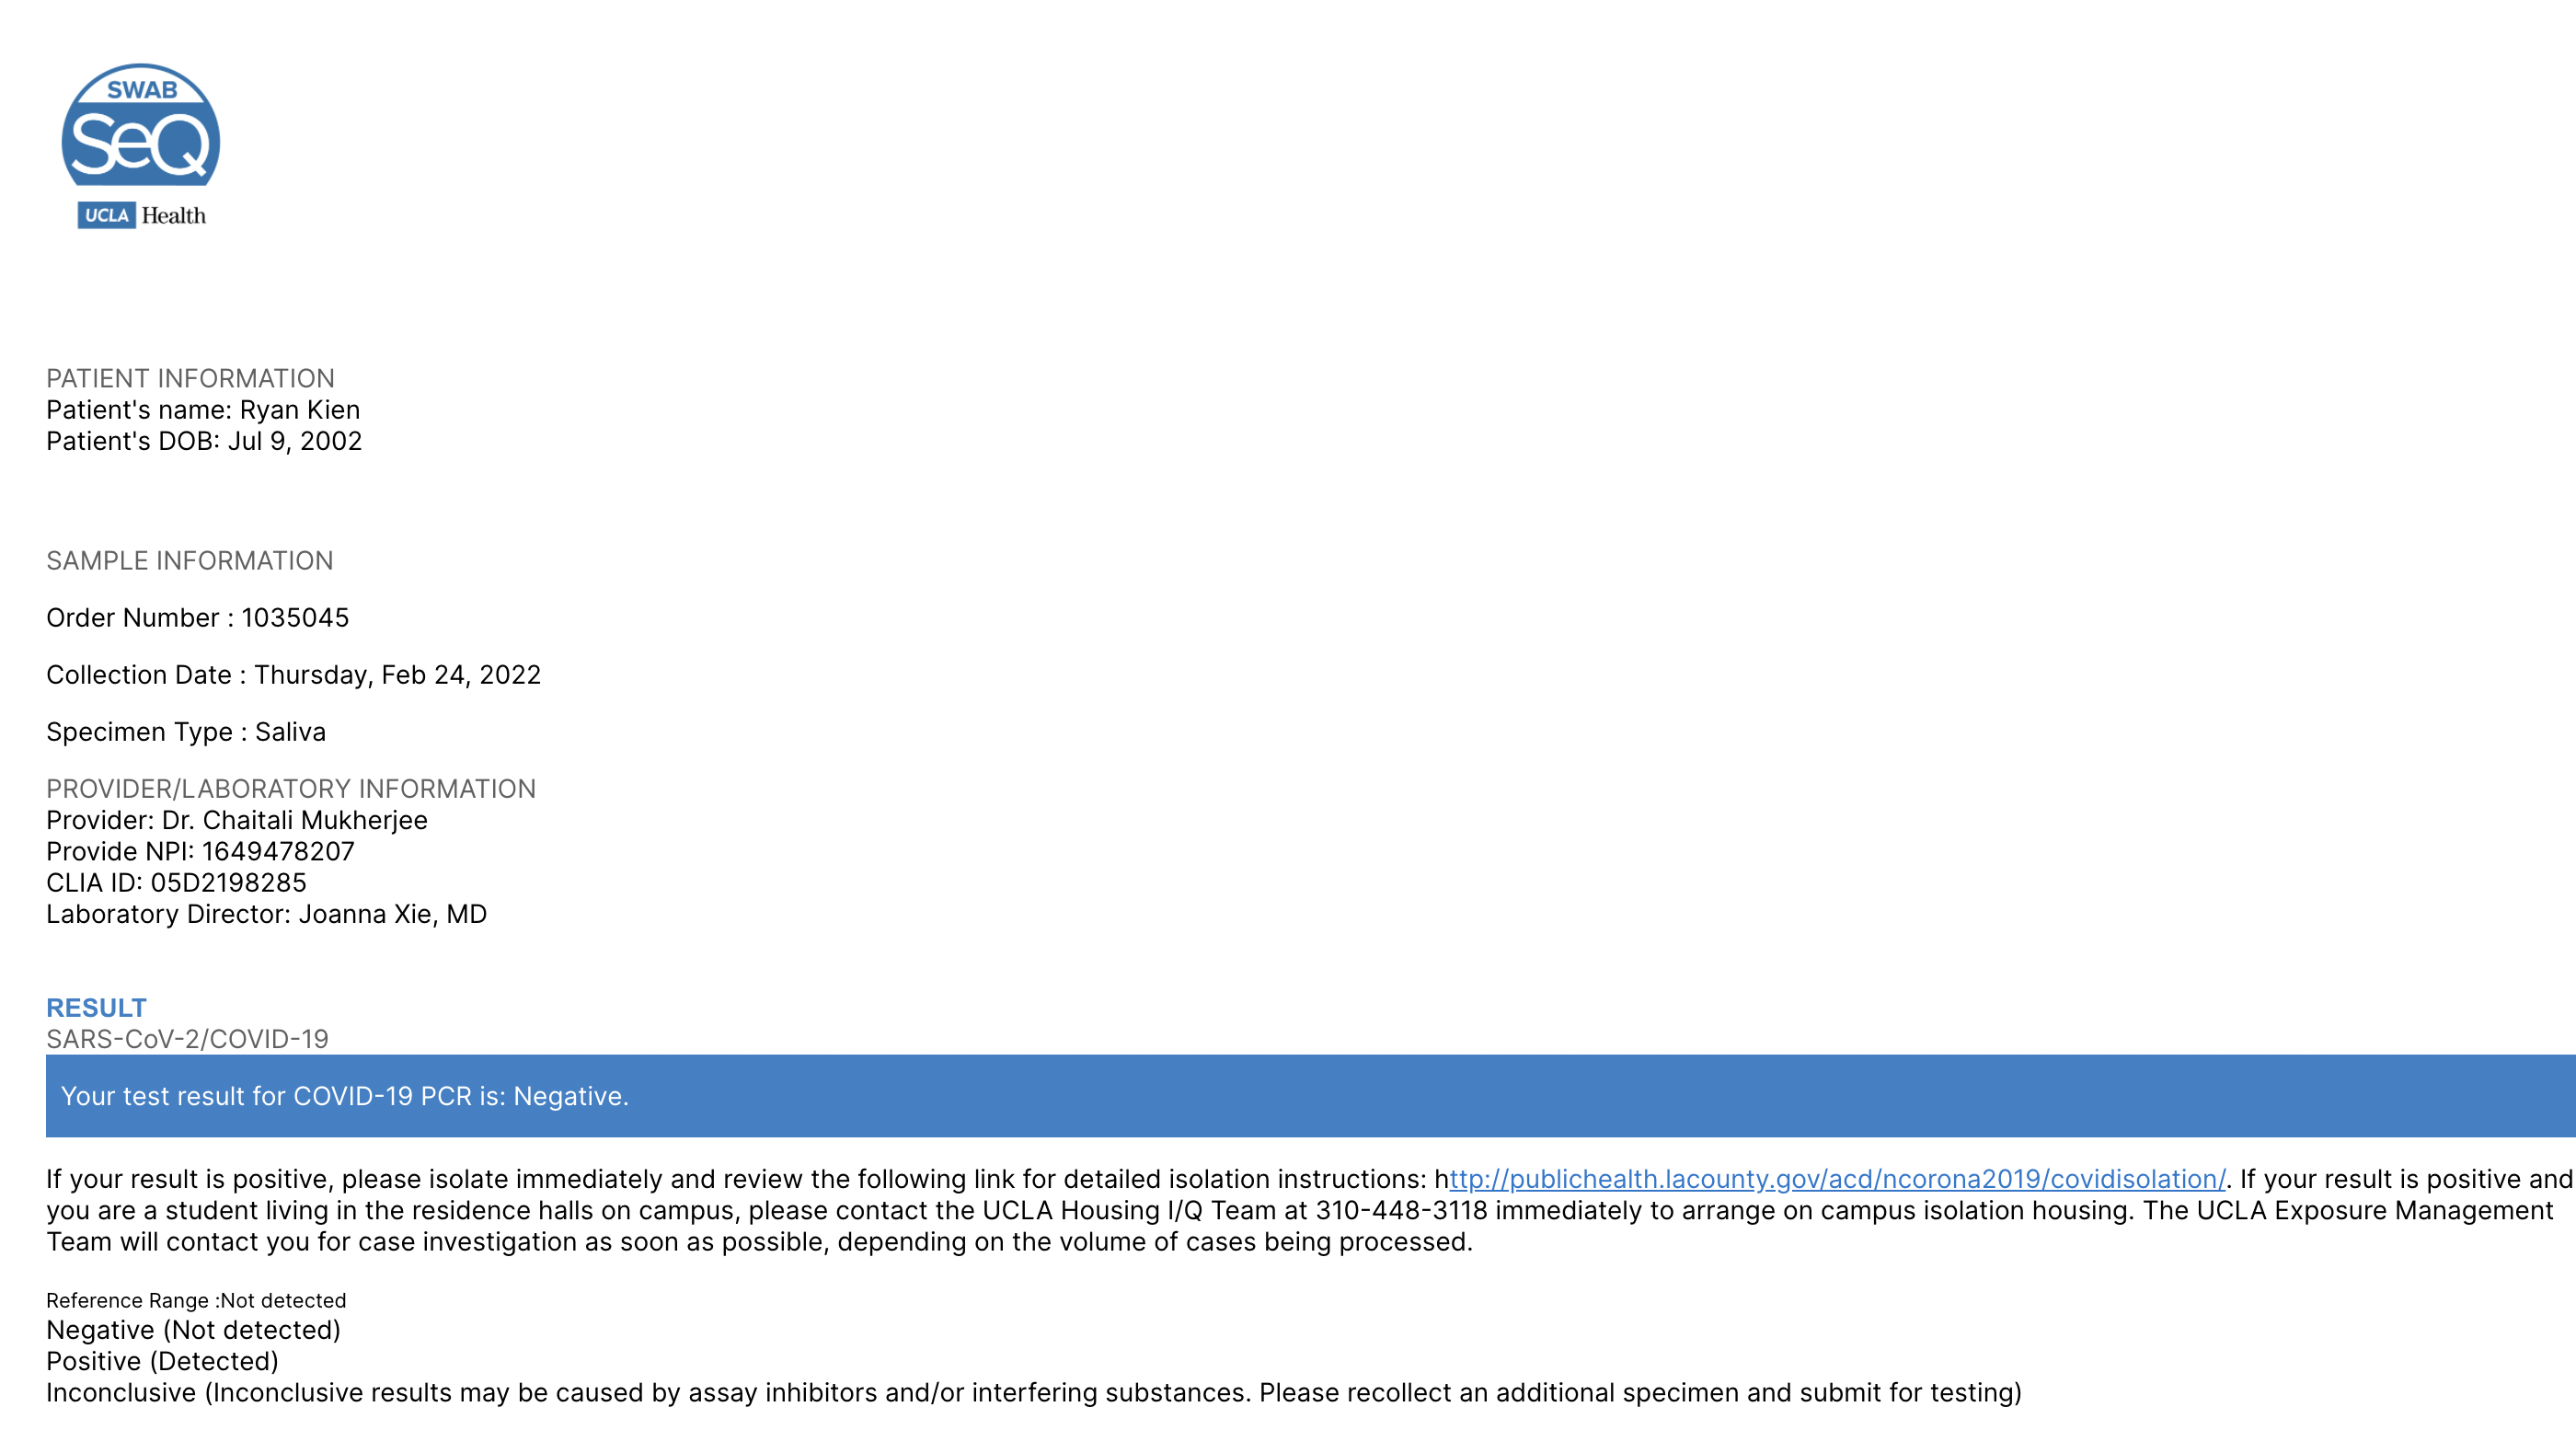 SWAB
SeQ
UCLA Health
PATIENT INFORMATION
Patient's name: Ryan Kien
Patient's DOB: Jul 9, 2002
SAMPLE INFORMATION
Order Number : 1035045
Collection Date : Thursday, Feb 24, 2022
Specimen Type : Saliva
PROVIDER/LABORATORY INFORMATION
Provider: Dr. Chaitali Mukherjee
Provide NPI: 1649478207
CLIA ID: 05D2198285
Laboratory Director: Joanna Xie, MD
RESULT
SARS-CoV-2/COVID-19
Your test result for COVID-19 PCR is: Negative.
If your result is positive, please isolate immediately and review the following link for detailed isolation instructions: http://publichealth.lacounty.gov/acd/ncorona2019/covidisolation/. If your result is positive and
you are a student living in the residence halls on campus, please contact the UCLA Housing I/Q Team at 310-448-3118 immediately to arrange on campus isolation housing. The UCLA Exposure Management
Team will contact you for case investigation as soon as possible, depending on the volume of cases being processed.
Reference Range :Not detected
Negative (Not detected)
Positive (Detected)
Inconclusive (Inconclusive results may be caused by assay inhibitors and/or interfering substances. Please recollect an additional specimen and submit for testing)